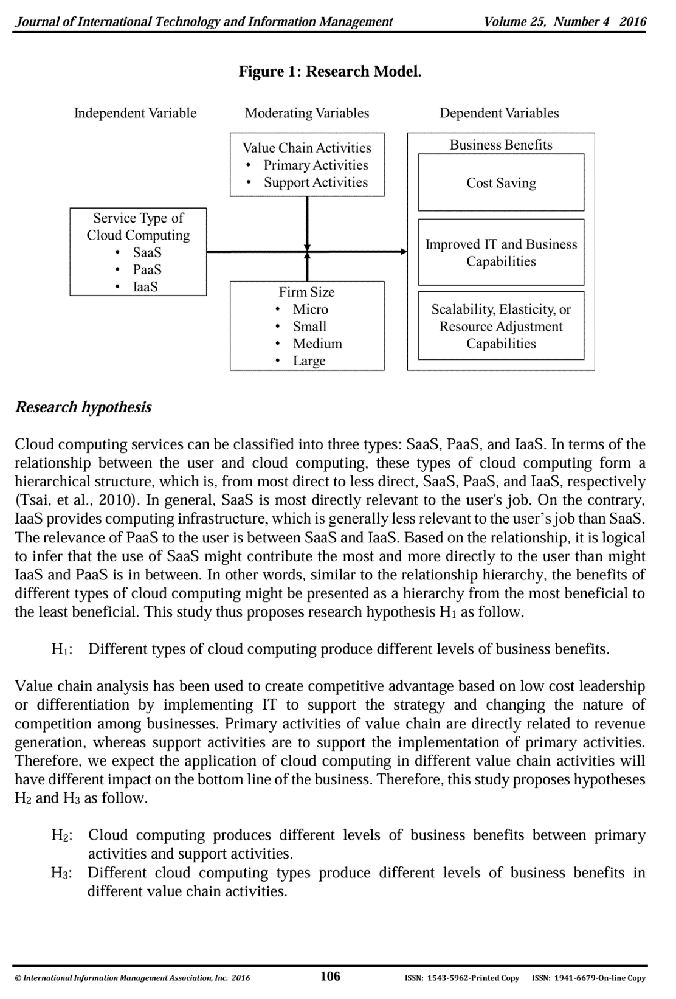 Journal of International Technology and Information Management Volume 25, Number 4 2016
Figure 1: Research Model.
Independent Variable Moderating Variables Dependent Variables
Value Chain Activities
• Primary Activities
• Support Activities
Business Benefits
Cost Saving
Service Type of
Cloud Computing
• SaaS
• PaaS
• IaaS
Improved IT and Business
Capabilities
Firm Size
• Micro
• Small
• Medium
• Large
Scalability, Elasticity, or
Resource Adjustment
Capabilities
Research hypothesis
Cloud computing services can be classified into three types: SaaS, PaaS, and IaaS. In terms of the
relationship between the user and cloud computing, these types of cloud computing form a
hierarchical structure, which is, from most direct to less direct, SaaS, PaaS, and IaaS, respectively
(Tsai, et al., 2010). In general, SaaS is most directly relevant to the user's job. On the contrary,
IaaS provides computing infrastructure, which is generally less relevant to the user’s job than SaaS.
The relevance of PaaS to the user is between SaaS and IaaS. Based on the relationship, it is logical
to infer that the use of SaaS might contribute the most and more directly to the user than might
IaaS and PaaS is in between. In other words, similar to the relationship hierarchy, the benefits of
different types of cloud computing might be presented as a hierarchy from the most beneficial to
the least beneficial. This study thus proposes research hypothesis H1 as follow.
H1: Different types of cloud computing produce different levels of business benefits.
Value chain analysis has been used to create competitive advantage based on low cost leadership
or differentiation by implementing IT to support the strategy and changing the nature of
competition among businesses. Primary activities of value chain are directly related to revenue
generation, whereas support activities are to support the implementation of primary activities.
Therefore, we expect the application of cloud computing in different value chain activities will
have different impact on the bottom line of the business. Therefore, this study proposes hypotheses
H2 and H3 as follow.
H2: Cloud computing produces different levels of business benefits between primary
activities and support activities.
H3: Different cloud computing types produce different levels of business benefits in
different value chain activities.
© International Information Management Association, Inc. 2016 106 ISSN: 1543-5962-Printed Copy ISSN: 1941-6679-On-line Copy